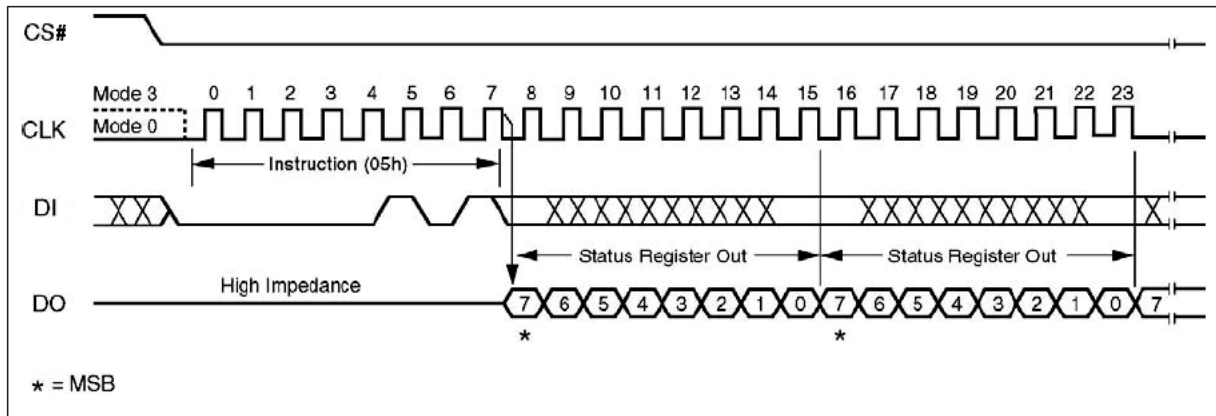 CS#
Mode 3
0 1 2 3 4 5 6 7 8 9 10 11 12 13 14 15 16 17 18 19 20 21 22 23
CLK
Mode 0
Instruction (05h)
DI
Status Register Out
Status Register Out
High Impedance
DO
7 6 5 4 3 2 1 0 7 6 5 4 3 2 1 0 7
* *
* = MSB